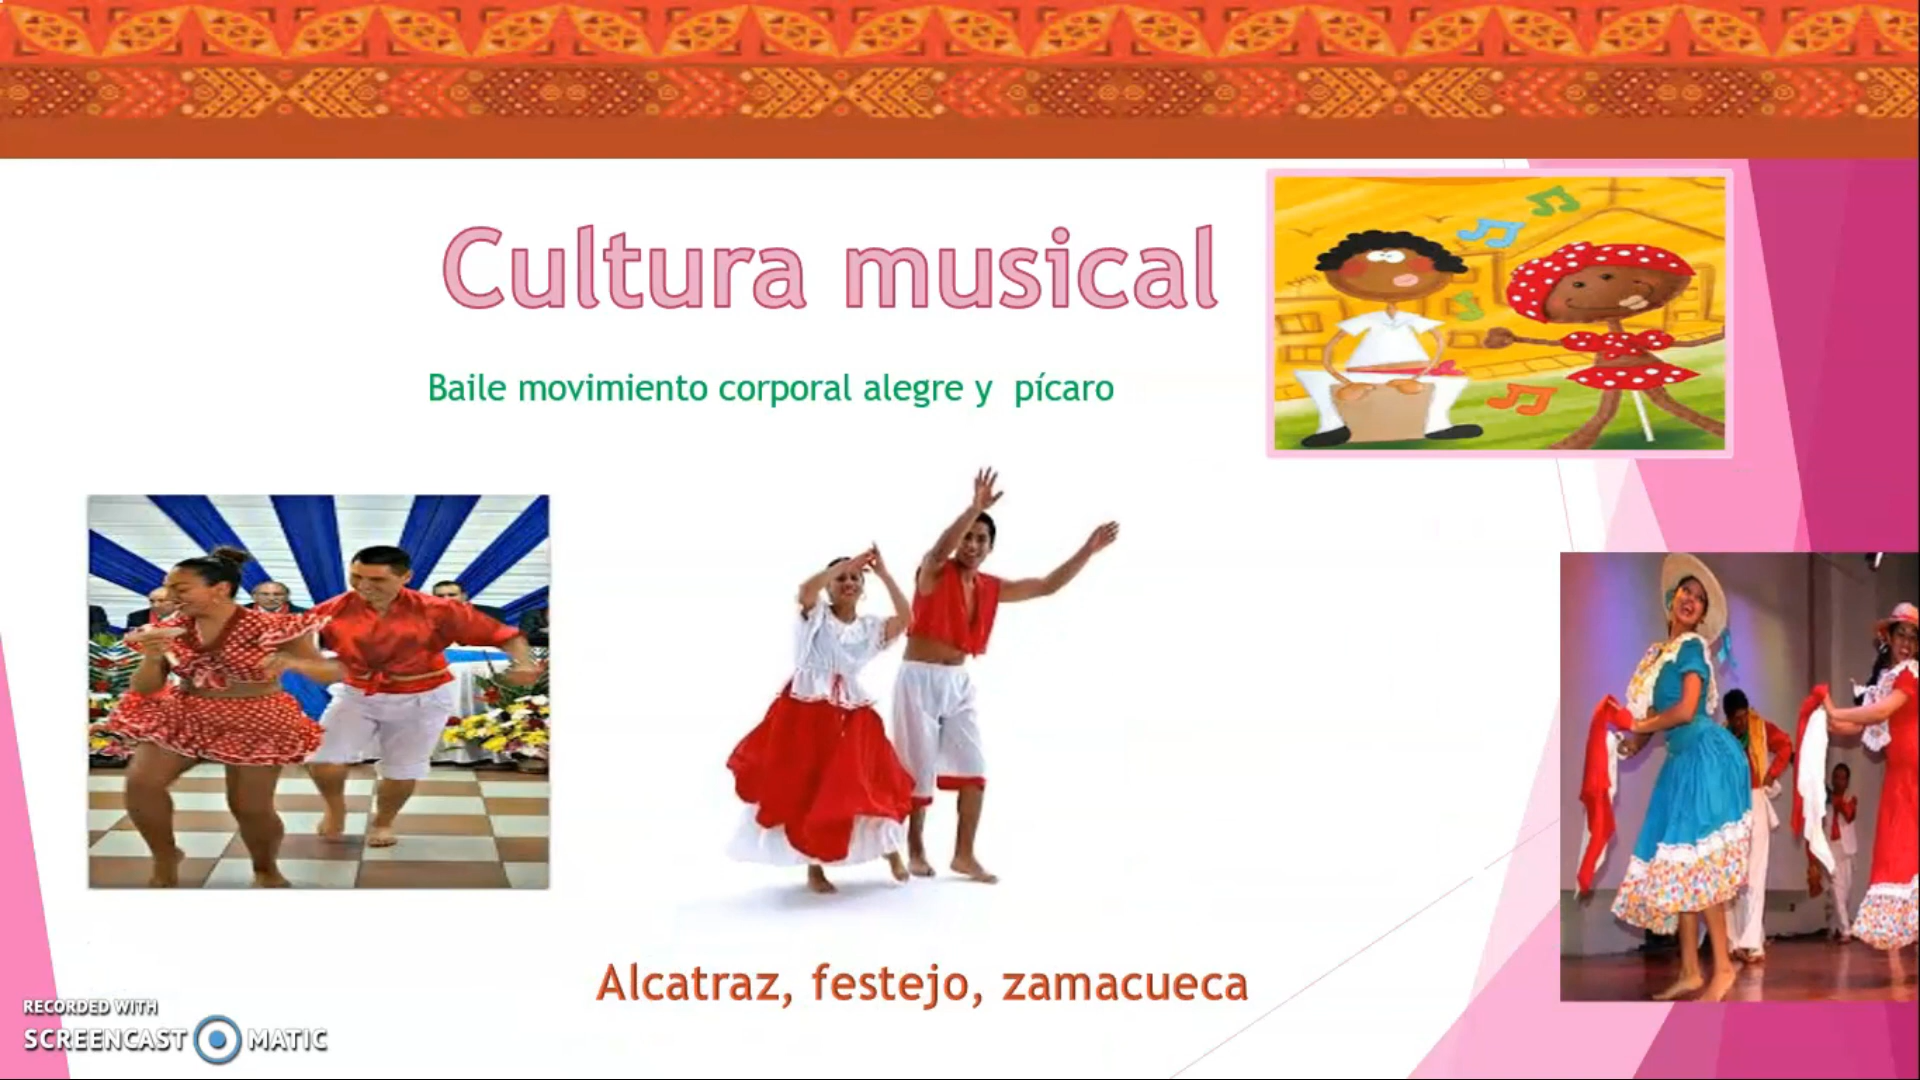 Cultura musical
Baile movimiento corporal alegre y  pícaro
Alcatraz, festejo, zamacueca
RECORDED WITH
SCREENCAST MATIC